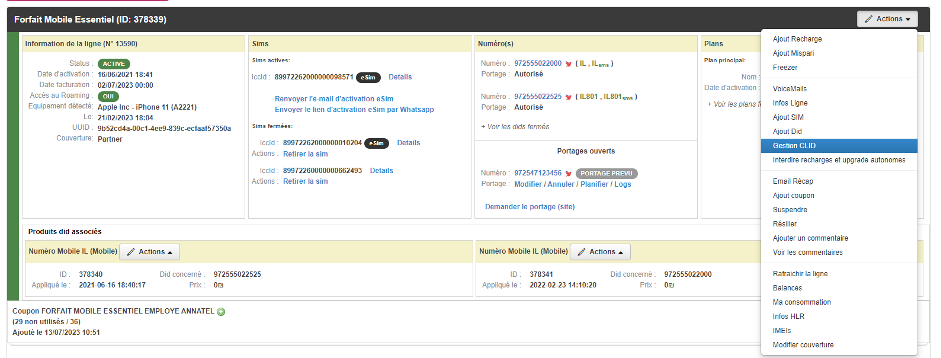 Forfait Mobile Essentiel (ID: 378339)
Actions
Information de la ligne (N° 13590)
Status : ACTIVE
Date d'activation : 16/06/2021 18:41
Date facturation : 02/07/2023 00:00
Accès au Roaming : OUI
Equipement détecté: Apple Inc - iPhone 11 (A2221)
Le: 21/02/2023 18:04
UUID : 9b52cd4a-00c1-4ee9-839c-ecfaaf57350a
Couverture: Partner
Sims
Sims actives:
Iccid : 89972262000000098571 eSim Details
Renvoyer l'e-mail d'activation eSim
Envoyer le lien d'activation eSim par Whatsapp
Sims fermées:
Iccid : 89972262000000010204 eSim Details
Actions : Retirer la sim
Iccid : 89972260000000662493 Details
Actions : Retirer la sim
Numéro(s)
Numéro : 972555022000 ( IL , ILsms )
Portage : Autorisé
Numéro : 972555022525 ( IL801 , IL801sms )
Portage : Autorisé
+ Voir les dids fermés
Portages ouverts
Numéro : 972547123456 PORTAGE PREVU
Portage : Modifier / Annuler / Planifier / Logs
Demander le portage (site)
Plans
Plan principal:
Nom :
Date d'activation :
+ Voir les plans f
Ajout Recharge
Ajout Mispari
Freezer
VoiceMails
Infos Ligne
Ajout SIM
Ajout Did
Gestion CLID
Interdire recharges et upgrade autonomes
Email Récap
Ajout coupon
Suspendre
Résilier
Ajouter un commentaire
Voir les commentaires
Rafraichir la ligne
Balances
Ma consommation
Infos HLR
IMEIs
Modifier couverture
Produits did associés
Numéro Mobile IL (Mobile) Actions
ID : 378340 Did concerné : 972555022525
Appliqué le : 2021-06-16 18:40:17 Prix : 0₪
Numéro Mobile IL (Mobile) Actions
ID : 378341 Did concerné : 972555022000
Appliqué le : 2022-02-23 14:10:20 Prix : 0₪
Coupon FORFAIT MOBILE ESSENTIEL EMPLOYE ANNATEL
(29 non utilisés / 36)
Ajouté le 13/07/2023 10:51